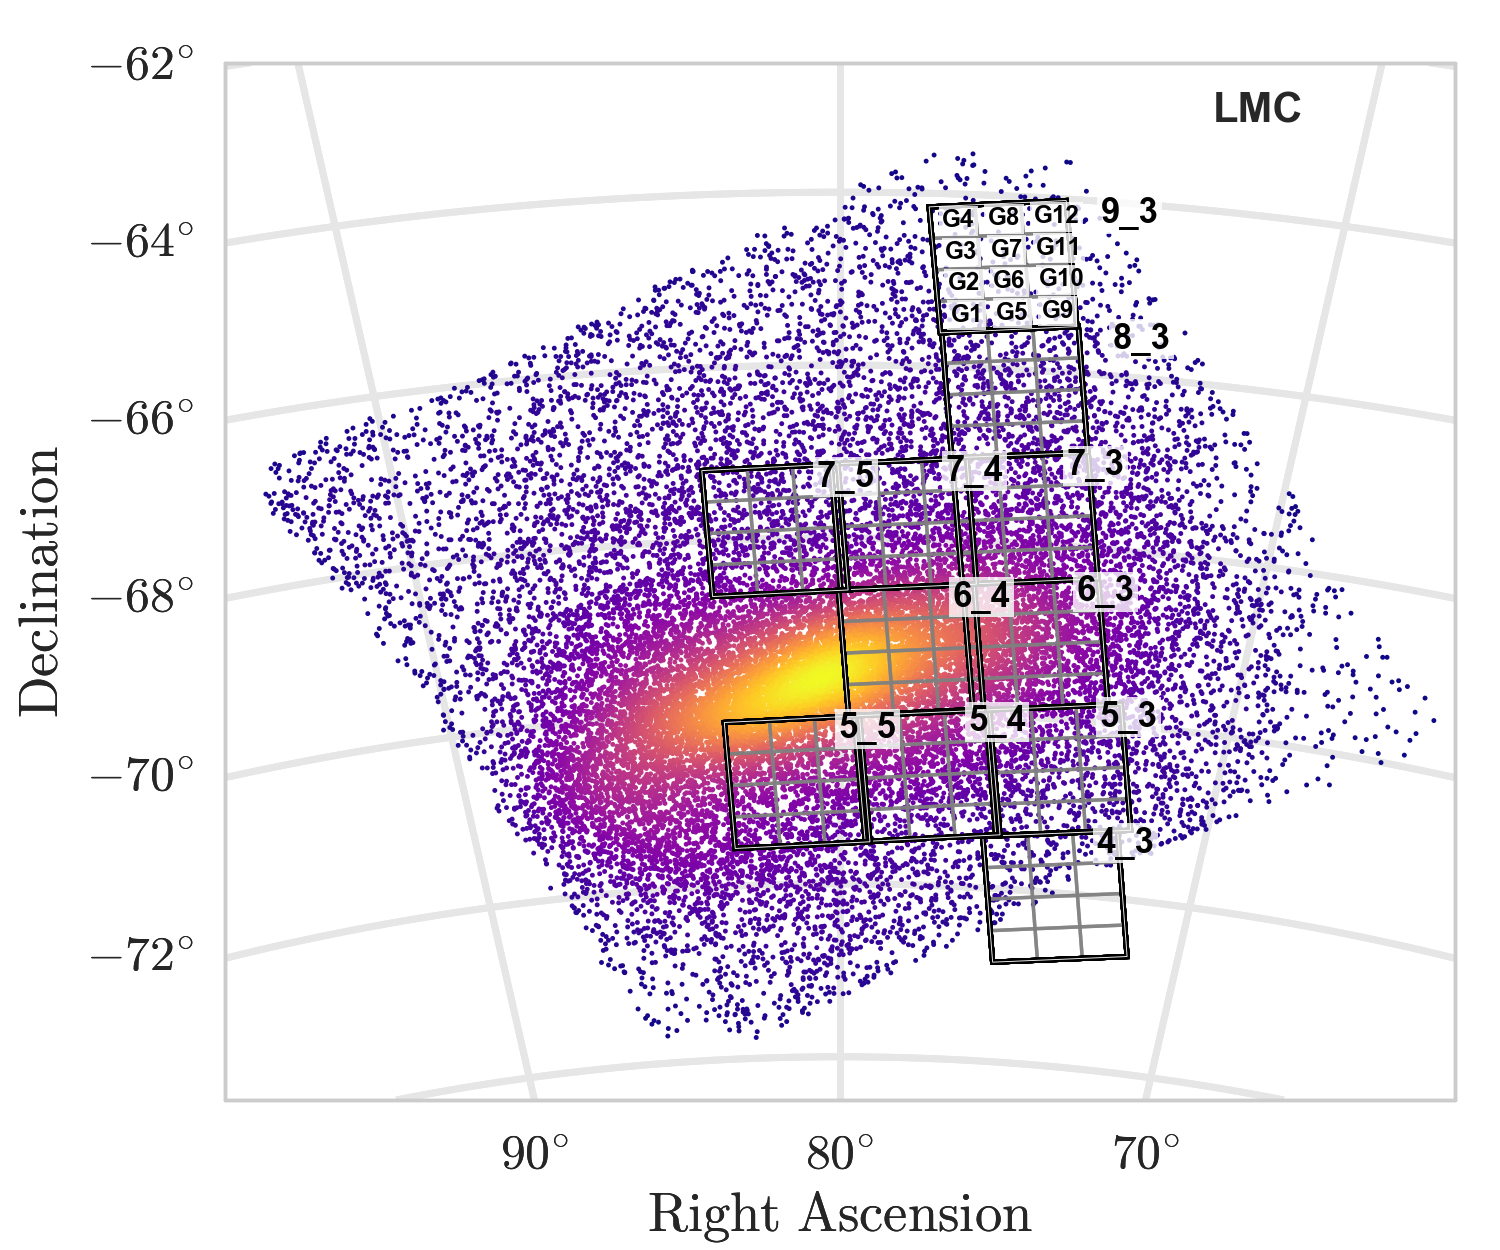 −62°
LMC
9_3
G4 G8 G12
G3 G7 G11
G2 G6 G10
G1 G5 G9
−64°
8_3
−66°
7_5 7_4 7_3
−68°
6_4 6_3
5_5 5_4 5_3
−70°
4_3
−72°
Declination
90° 80° 70°
Right Ascension